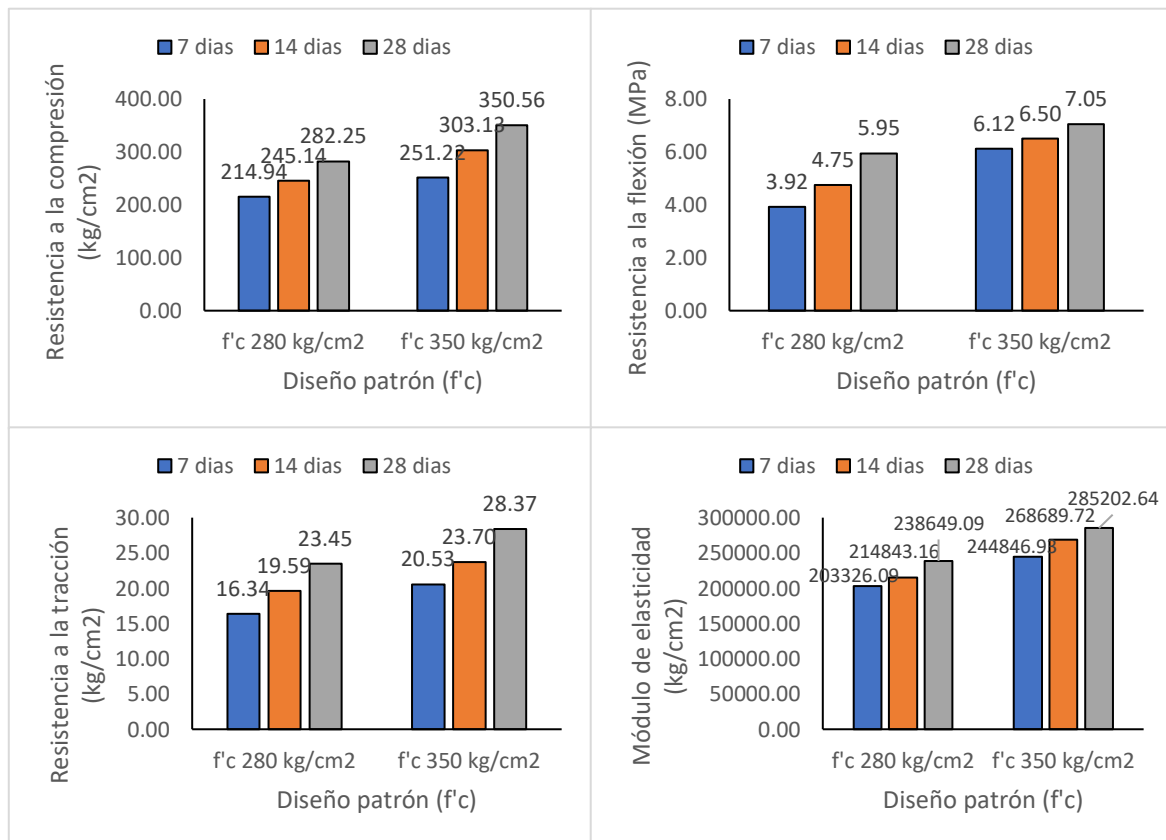 7 dias 14 dias 28 dias
Resistencia a la compresión
(kg/cm2)
400.00
300.00
200.00
100.00
0.00
214.94
245.14
282.25
251.22
303.13
350.56
f'c 280 kg/cm2 f'c 350 kg/cm2
Diseño patrón (f'c)
7 dias 14 dias 28 dias
Resistencia a la flexión (MPa)
8.00
6.00
4.00
2.00
0.00
3.92
4.75
5.95
6.12
6.50
7.05
f'c 280 kg/cm2 f'c 350 kg/cm2
Diseño patrón (f'c)
7 dias 14 dias 28 dias
Resistencia a la tracción
(kg/cm2)
30.00
25.00
20.00
15.00
10.00
5.00
0.00
16.34
19.59
23.45
20.53
23.70
28.37
f'c 280 kg/cm2 f'c 350 kg/cm2
Diseño patrón (f'c)
7 dias 14 dias 28 dias
Módulo de elasticidad
(kg/cm2)
300000.00
250000.00
200000.00
150000.00
100000.00
50000.00
0.00
203326.09
214843.16
238649.09
244846.93
268689.72
285202.64
f'c 280 kg/cm2 f'c 350 kg/cm2
Diseño patrón (f'c)